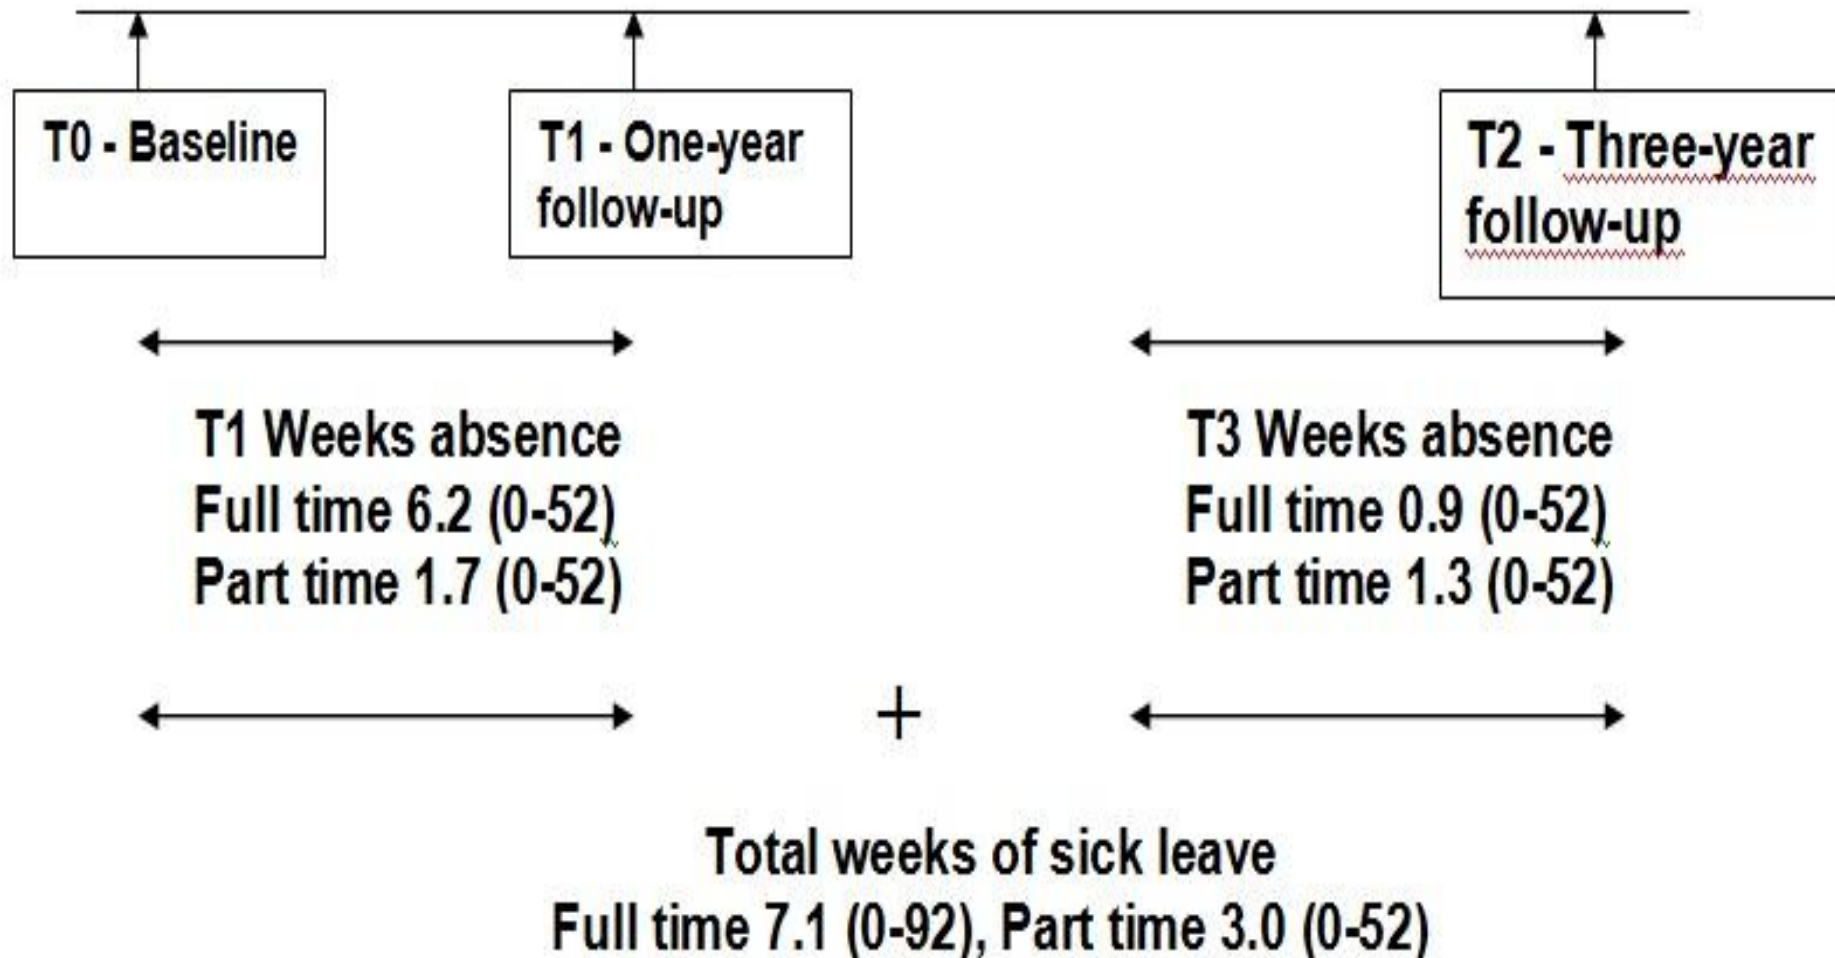 T0 - Baseline
T1 - One-year
follow-up
T2 - Three-year
follow-up
T1 Weeks absence
Full time 6.2 (0-52)
Part time 1.7 (0-52)
T3 Weeks absence
Full time 0.9 (0-52)
Part time 1.3 (0-52)
+
Total weeks of sick leave
Full time 7.1 (0-92), Part time 3.0 (0-52)